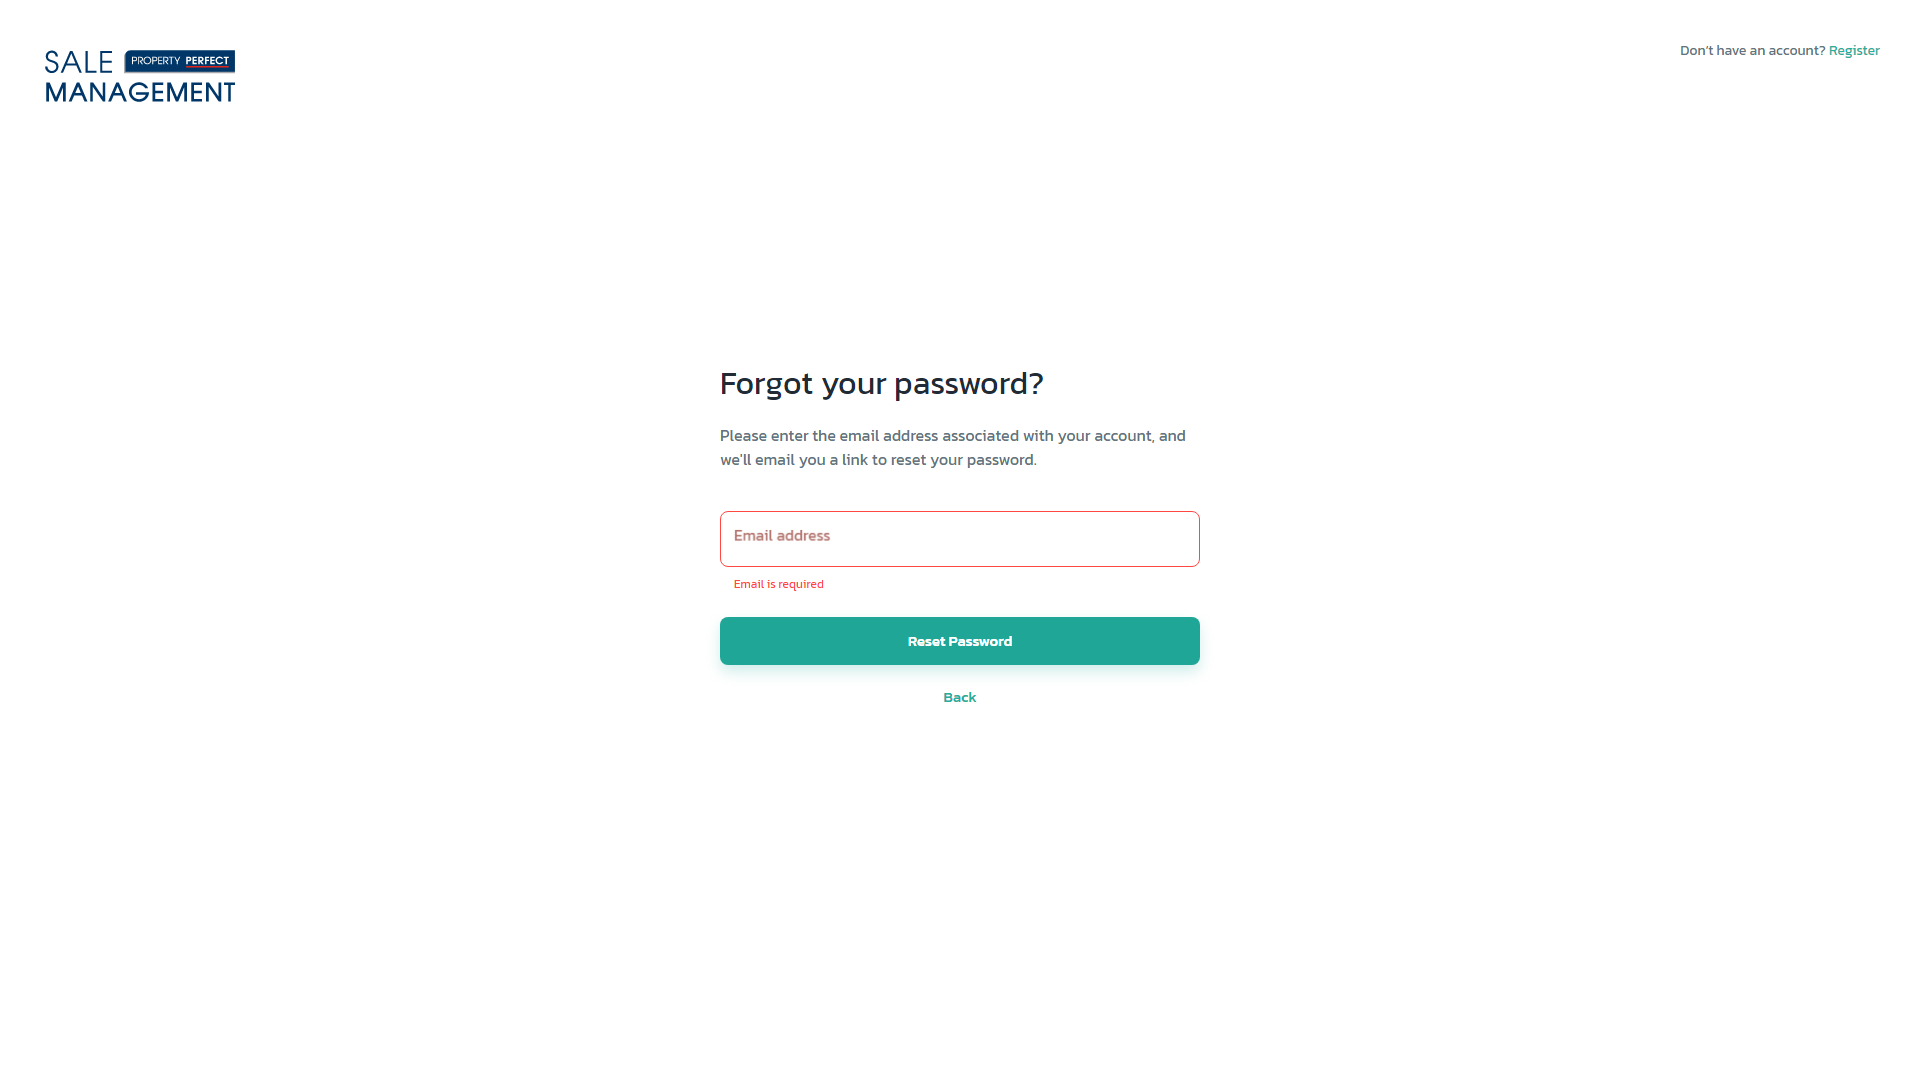 SALE PROPERTY PERFECT
MANAGEMENT
Don't have an account? Register
Forgot your password?
Please enter the email address associated with your account, and
we'll email you a link to reset your password.
Email address
Email is required
Reset Password
Back